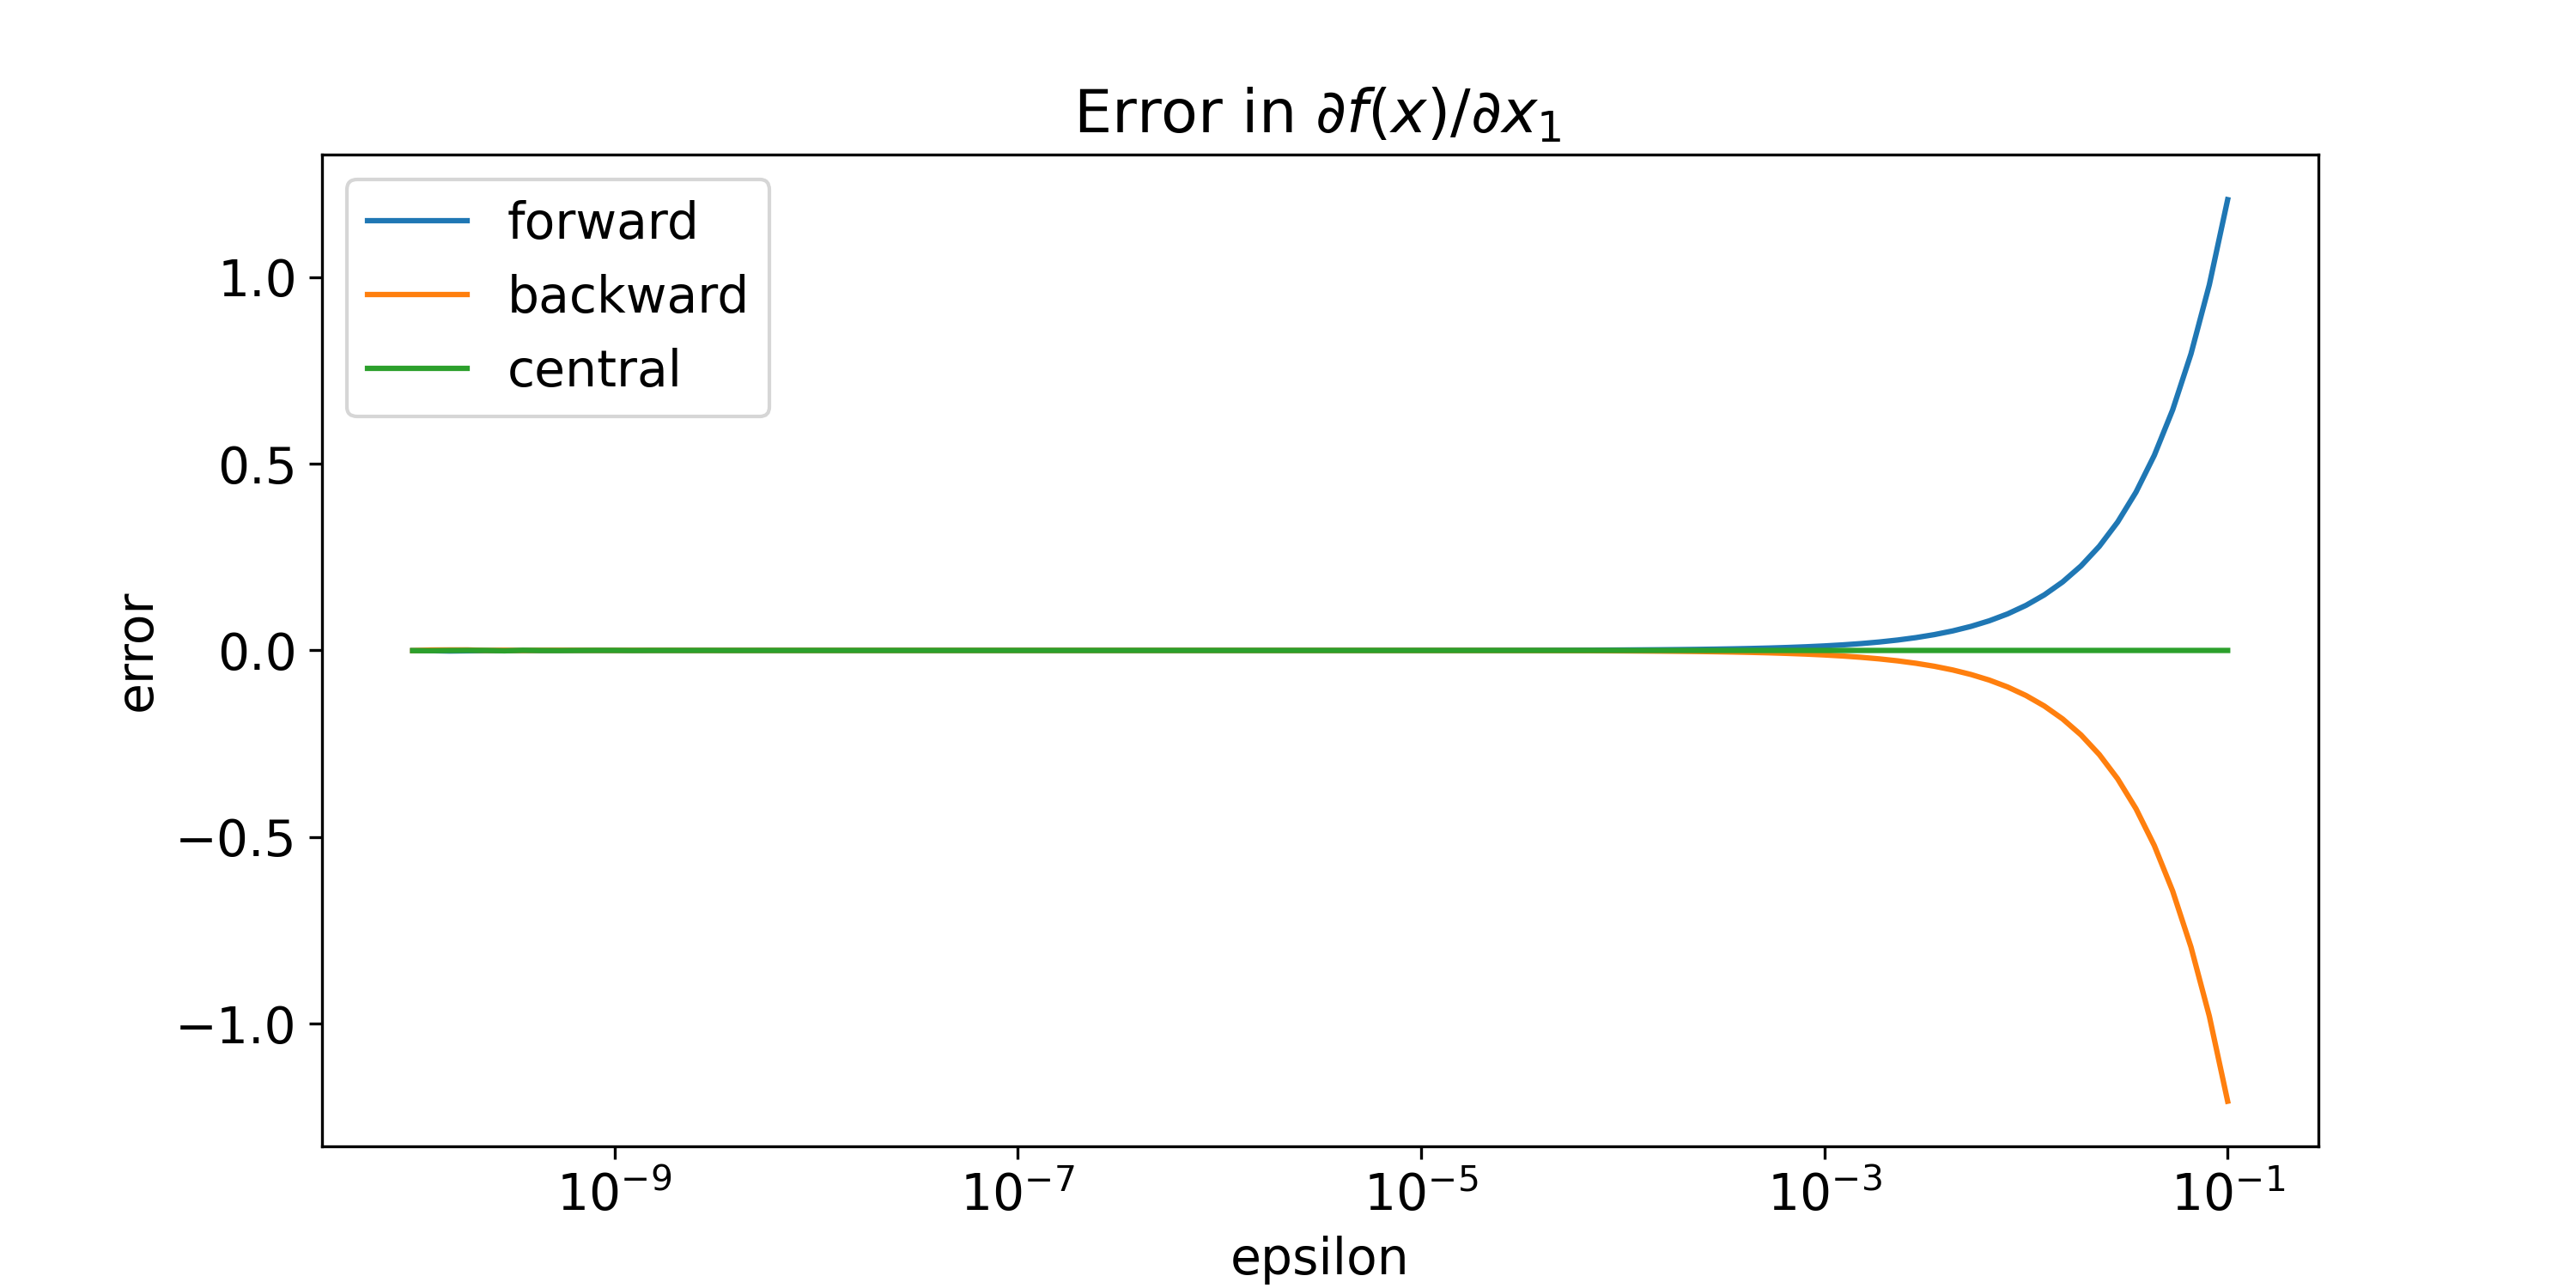 Error in ∂f(x)/∂x₁
forward
backward
central
1.0
0.5
0.0
−0.5
−1.0
error
10⁻⁹ 10⁻⁷ 10⁻⁵ 10⁻³ 10⁻¹
epsilon